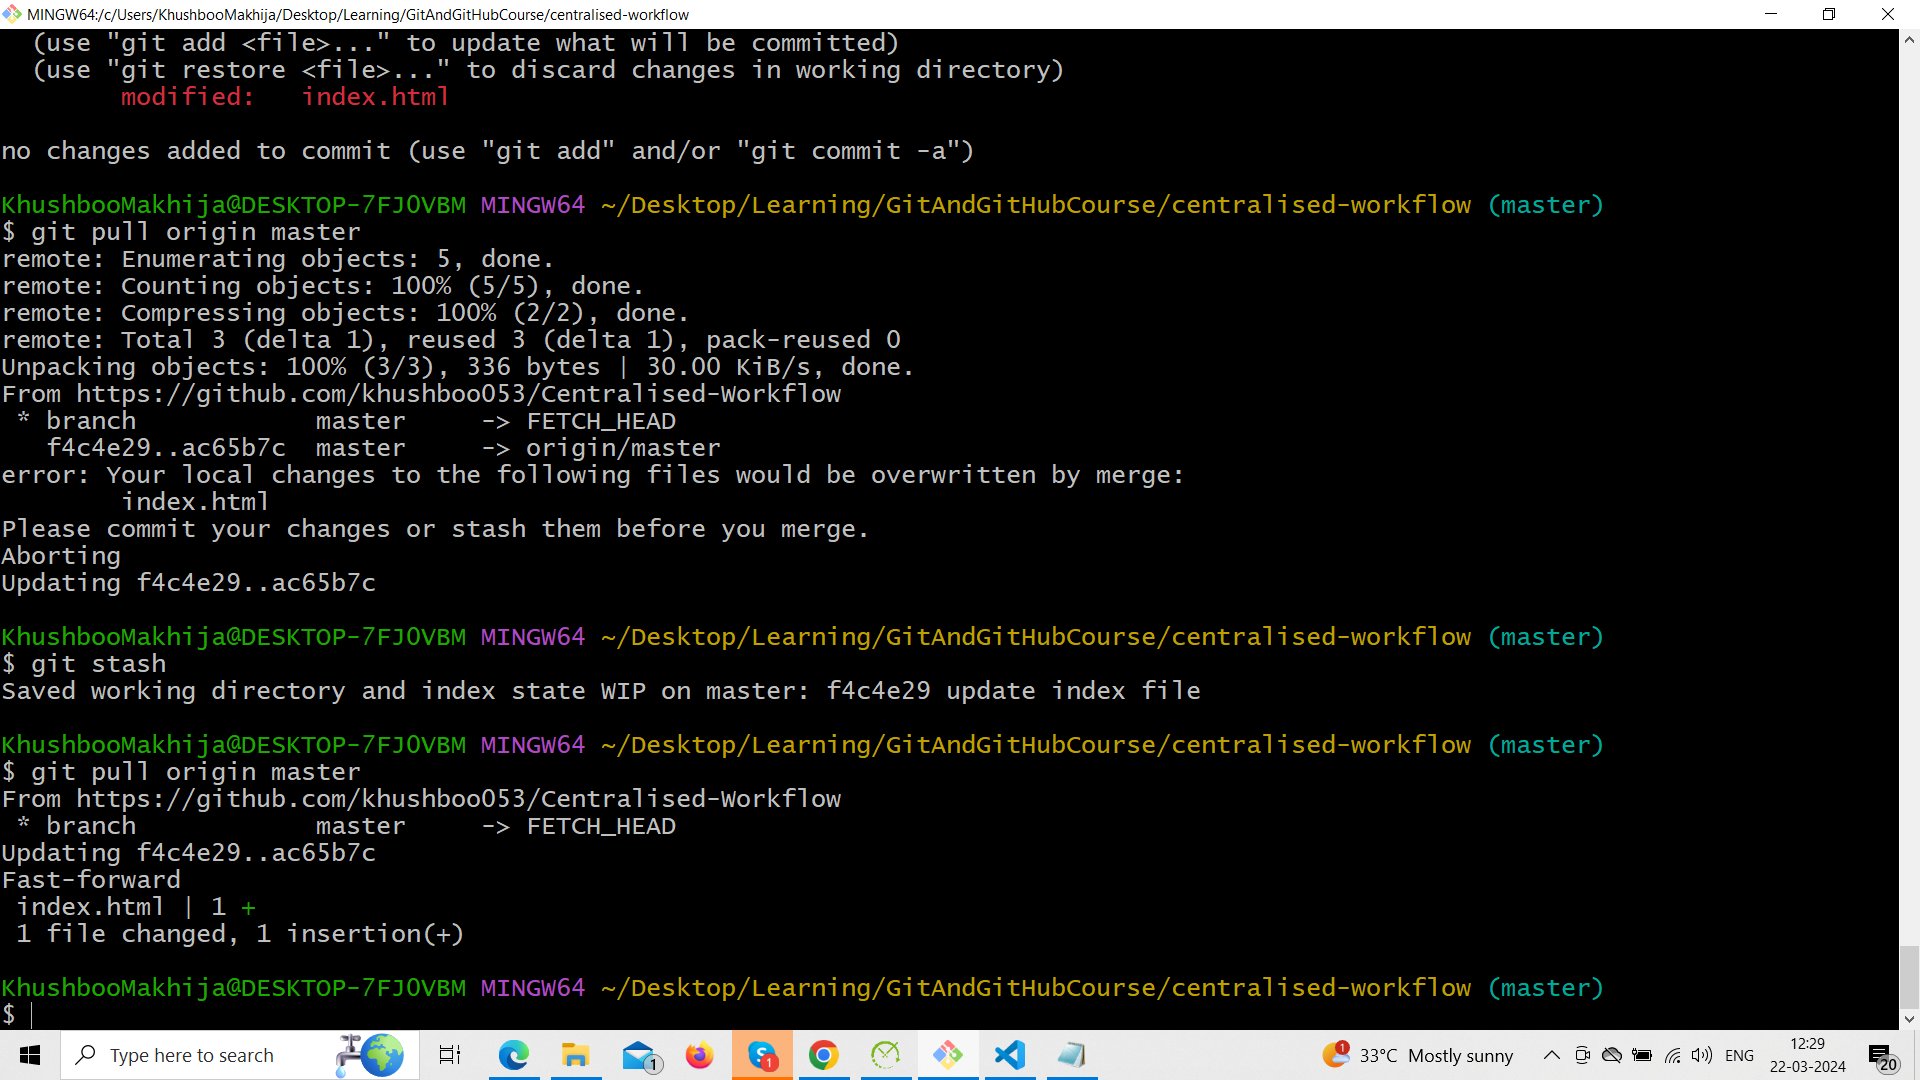 MINGW64:/c/Users/KhushbooMakhija/Desktop/Learning/GitAndGitHubCourse/centralised-workflow
(use "git add <file>..." to update what will be committed)
(use "git restore <file>..." to discard changes in working directory)
modified:   index.html
no changes added to commit (use "git add" and/or "git commit -a")
KhushbooMakhija@DESKTOP-7FJ0VBM MINGW64 ~/Desktop/Learning/GitAndGitHubCourse/centralised-workflow (master)
$ git pull origin master
remote: Enumerating objects: 5, done.
remote: Counting objects: 100% (5/5), done.
remote: Compressing objects: 100% (2/2), done.
remote: Total 3 (delta 1), reused 3 (delta 1), pack-reused 0
Unpacking objects: 100% (3/3), 336 bytes | 30.00 KiB/s, done.
From https://github.com/khushboo053/Centralised-Workflow
 * branch            master     -> FETCH_HEAD
   f4c4e29..ac65b7c  master     -> origin/master
error: Your local changes to the following files would be overwritten by merge:
        index.html
Please commit your changes or stash them before you merge.
Aborting
Updating f4c4e29..ac65b7c
KhushbooMakhija@DESKTOP-7FJ0VBM MINGW64 ~/Desktop/Learning/GitAndGitHubCourse/centralised-workflow (master)
$ git stash
Saved working directory and index state WIP on master: f4c4e29 update index file
KhushbooMakhija@DESKTOP-7FJ0VBM MINGW64 ~/Desktop/Learning/GitAndGitHubCourse/centralised-workflow (master)
$ git pull origin master
From https://github.com/khushboo053/Centralised-Workflow
 * branch            master     -> FETCH_HEAD
Updating f4c4e29..ac65b7c
Fast-forward
 index.html | 1 +
 1 file changed, 1 insertion(+)
KhushbooMakhija@DESKTOP-7FJ0VBM MINGW64 ~/Desktop/Learning/GitAndGitHubCourse/centralised-workflow (master)
$
Type here to search
1
1
1
33°C Mostly sunny
ENG
12:29
22-03-2024
20